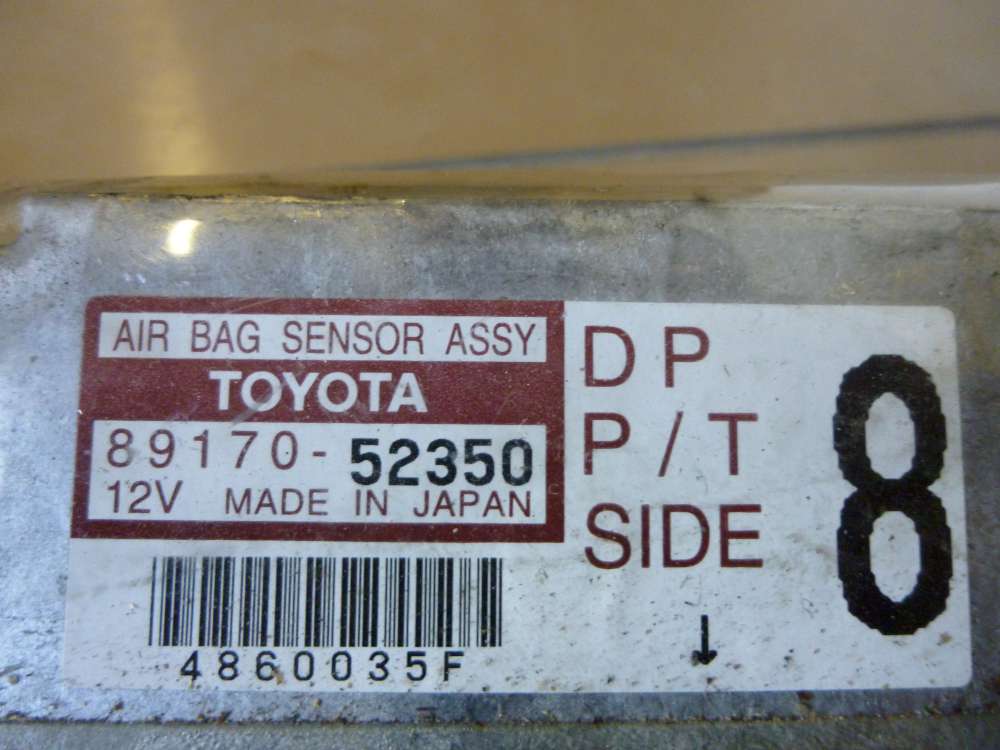 AIR BAG SENSOR ASSY
TOYOTA
89170-52350
12V MADE IN JAPAN
4860035F
DP
P/T
SIDE
↓
8